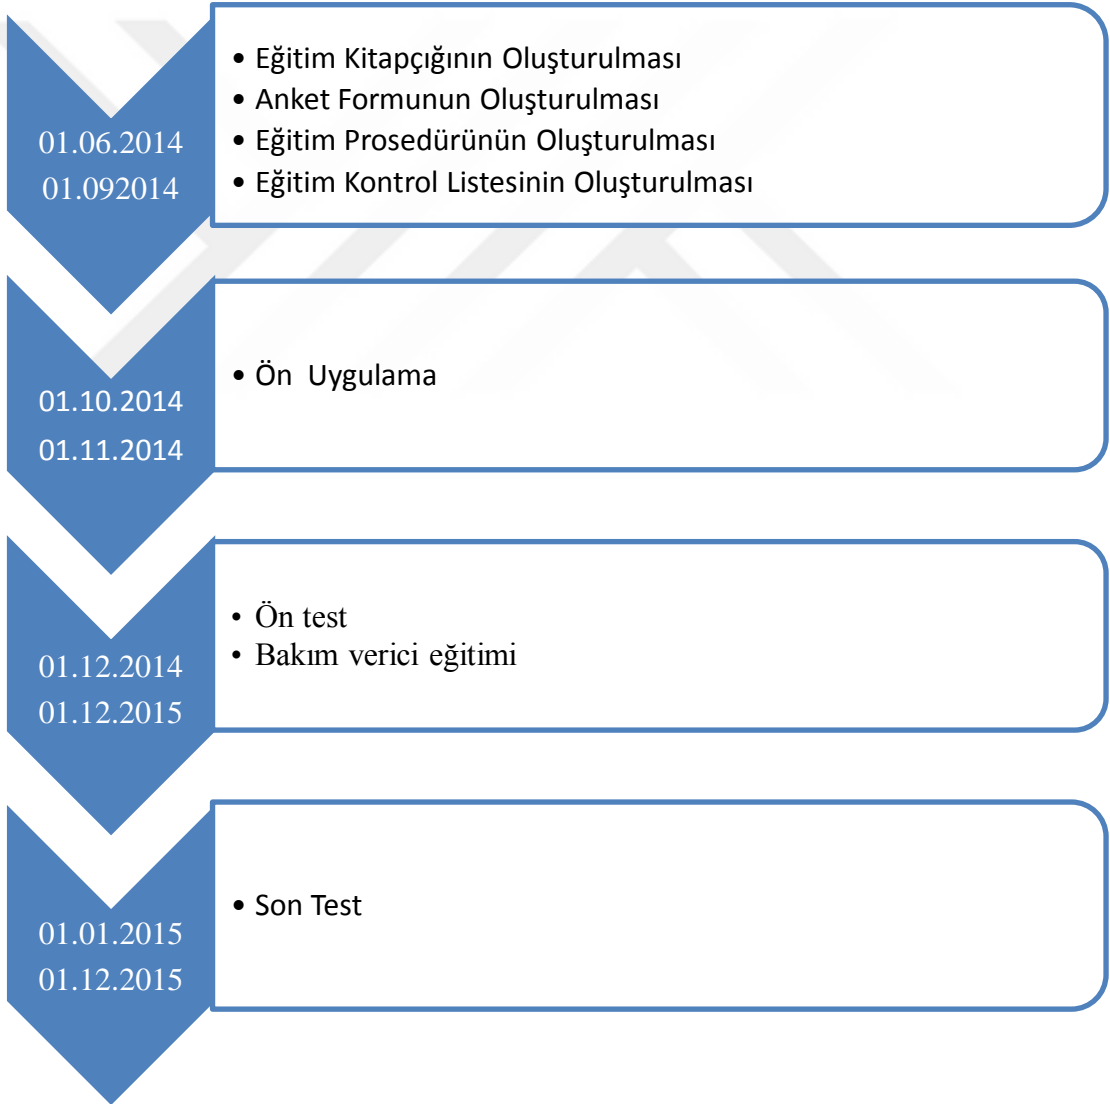 01.06.2014
01.092014
• Eğitim Kitapçığının Oluşturulması
• Anket Formunun Oluşturulması
• Eğitim Prosedürünün Oluşturulması
• Eğitim Kontrol Listesinin Oluşturulması
01.10.2014
01.11.2014
• Ön  Uygulama
01.12.2014
01.12.2015
• Ön test
• Bakım verici eğitimi
01.01.2015
01.12.2015
• Son Test